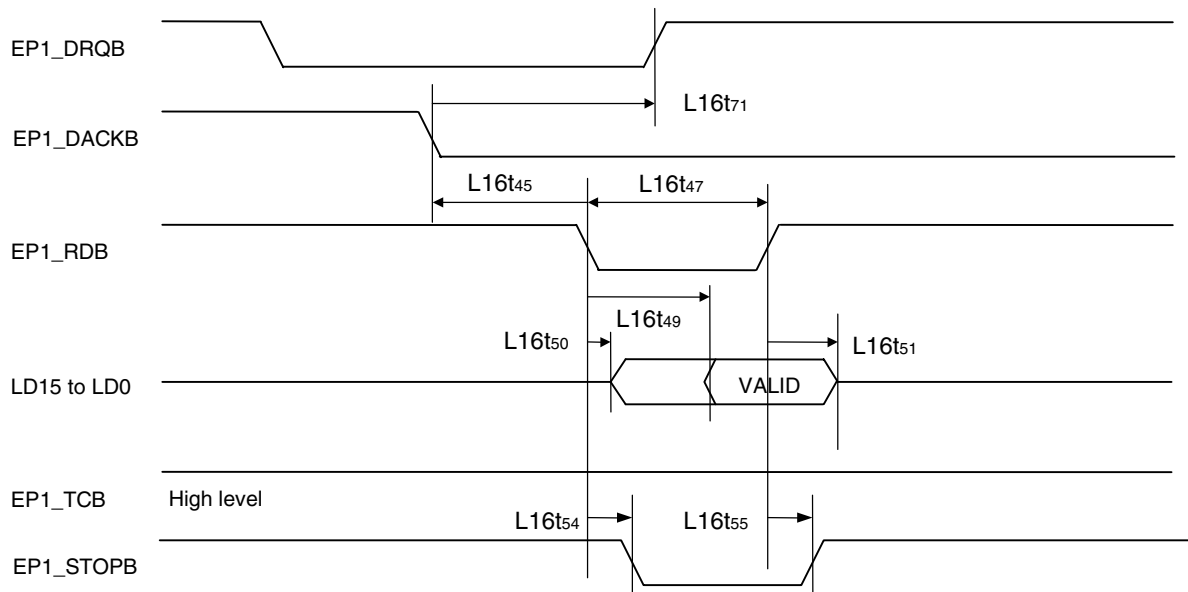 EP1_DRQB
L16t71
EP1_DACKB
L16t45
L16t47
EP1_RDB
L16t49
L16t50
L16t51
LD15 to LD0
VALID
EP1_TCB
High level
L16t54
L16t55
EP1_STOPB